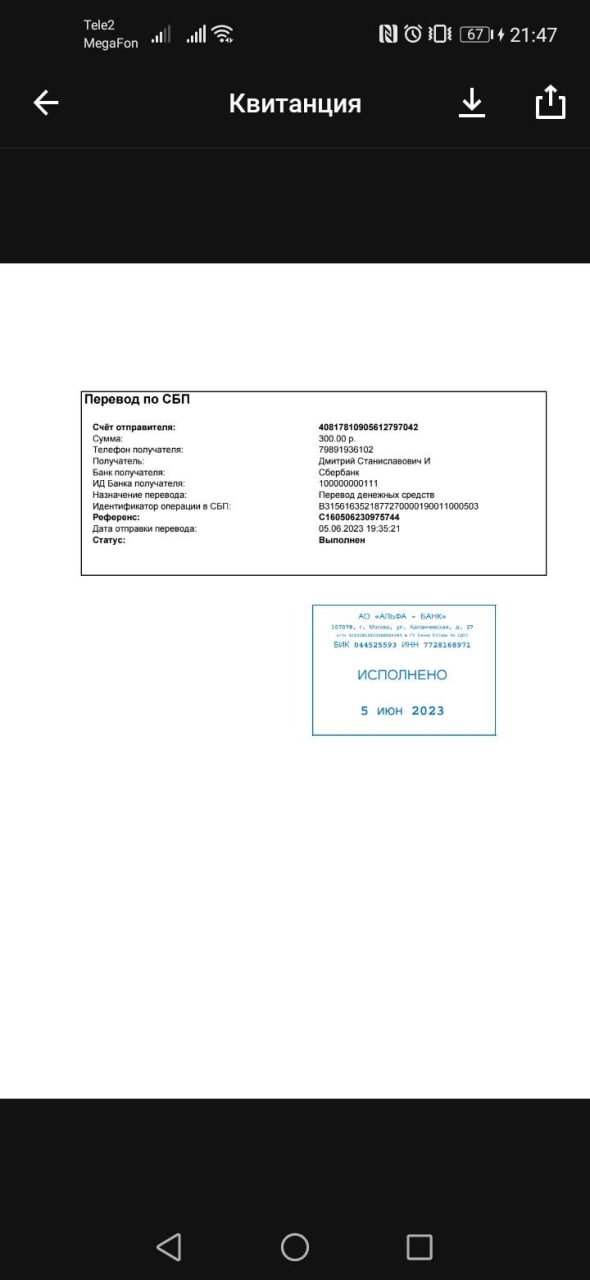 Tele2
MegaFon
67
21:47
Квитанция
Перевод по СБП
Счёт отправителя: 40817810905612797042
Сумма: 300.00 р.
Телефон получателя: 79891936102
Получатель: Дмитрий Станиславович И
Банк получателя: Сбербанк
ИД Банка получателя: 100000000111
Назначение перевода: Перевод денежных средств
Идентификатор операции в СБП: B3156163521877270000190011000503
Референс: C160506230975744
Дата отправки перевода: 05.06.2023 19:35:21
Статус: Выполнен
АО «АЛЬФА – БАНК»
107078, г. Москва, ул. Каланчевская, д. 27
БИК 044525593 ИНН 7728168971
ИСПОЛНЕНО
5 ИЮН 2023